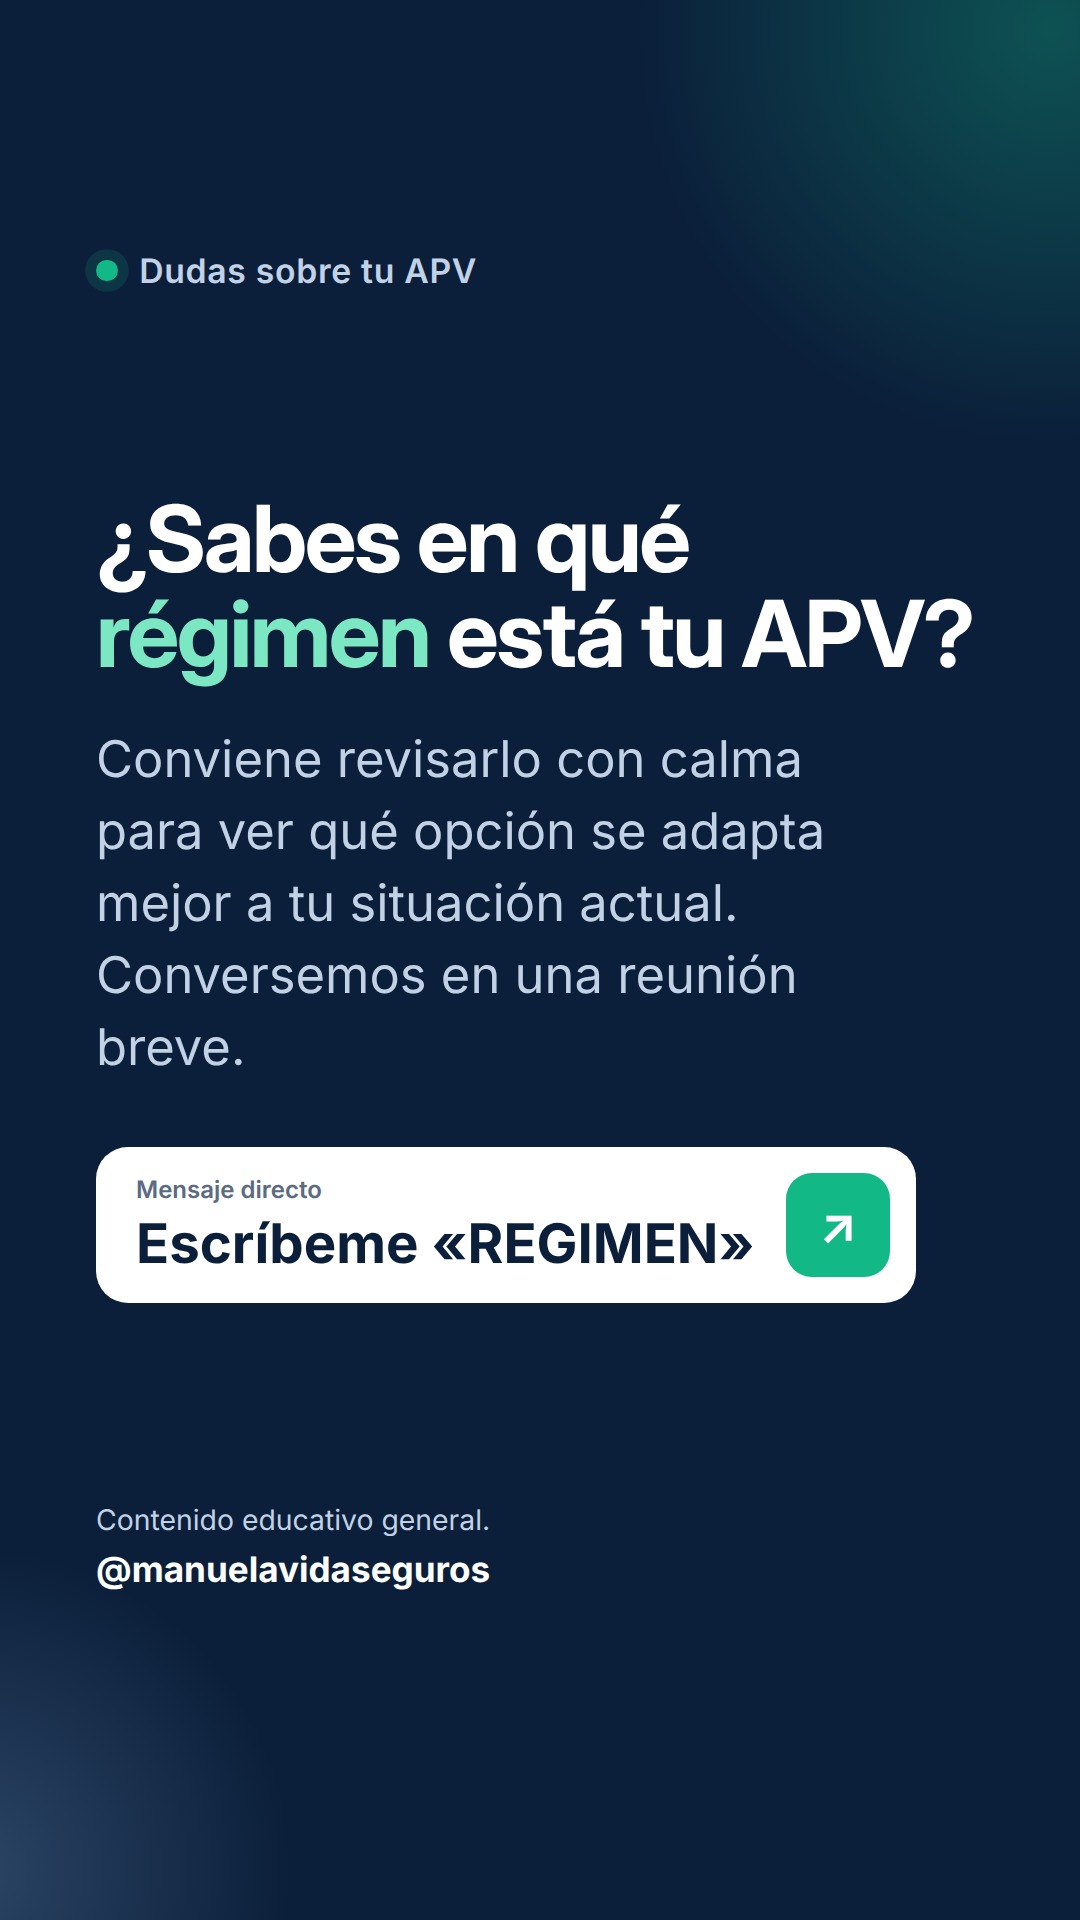 Dudas sobre tu APV
¿Sabes en qué
régimen está tu APV?
Conviene revisarlo con calma
para ver qué opción se adapta
mejor a tu situación actual.
Conversemos en una reunión
breve.
Mensaje directo
Escríbeme «REGIMEN»
Contenido educativo general.
@manuelavidaseguros